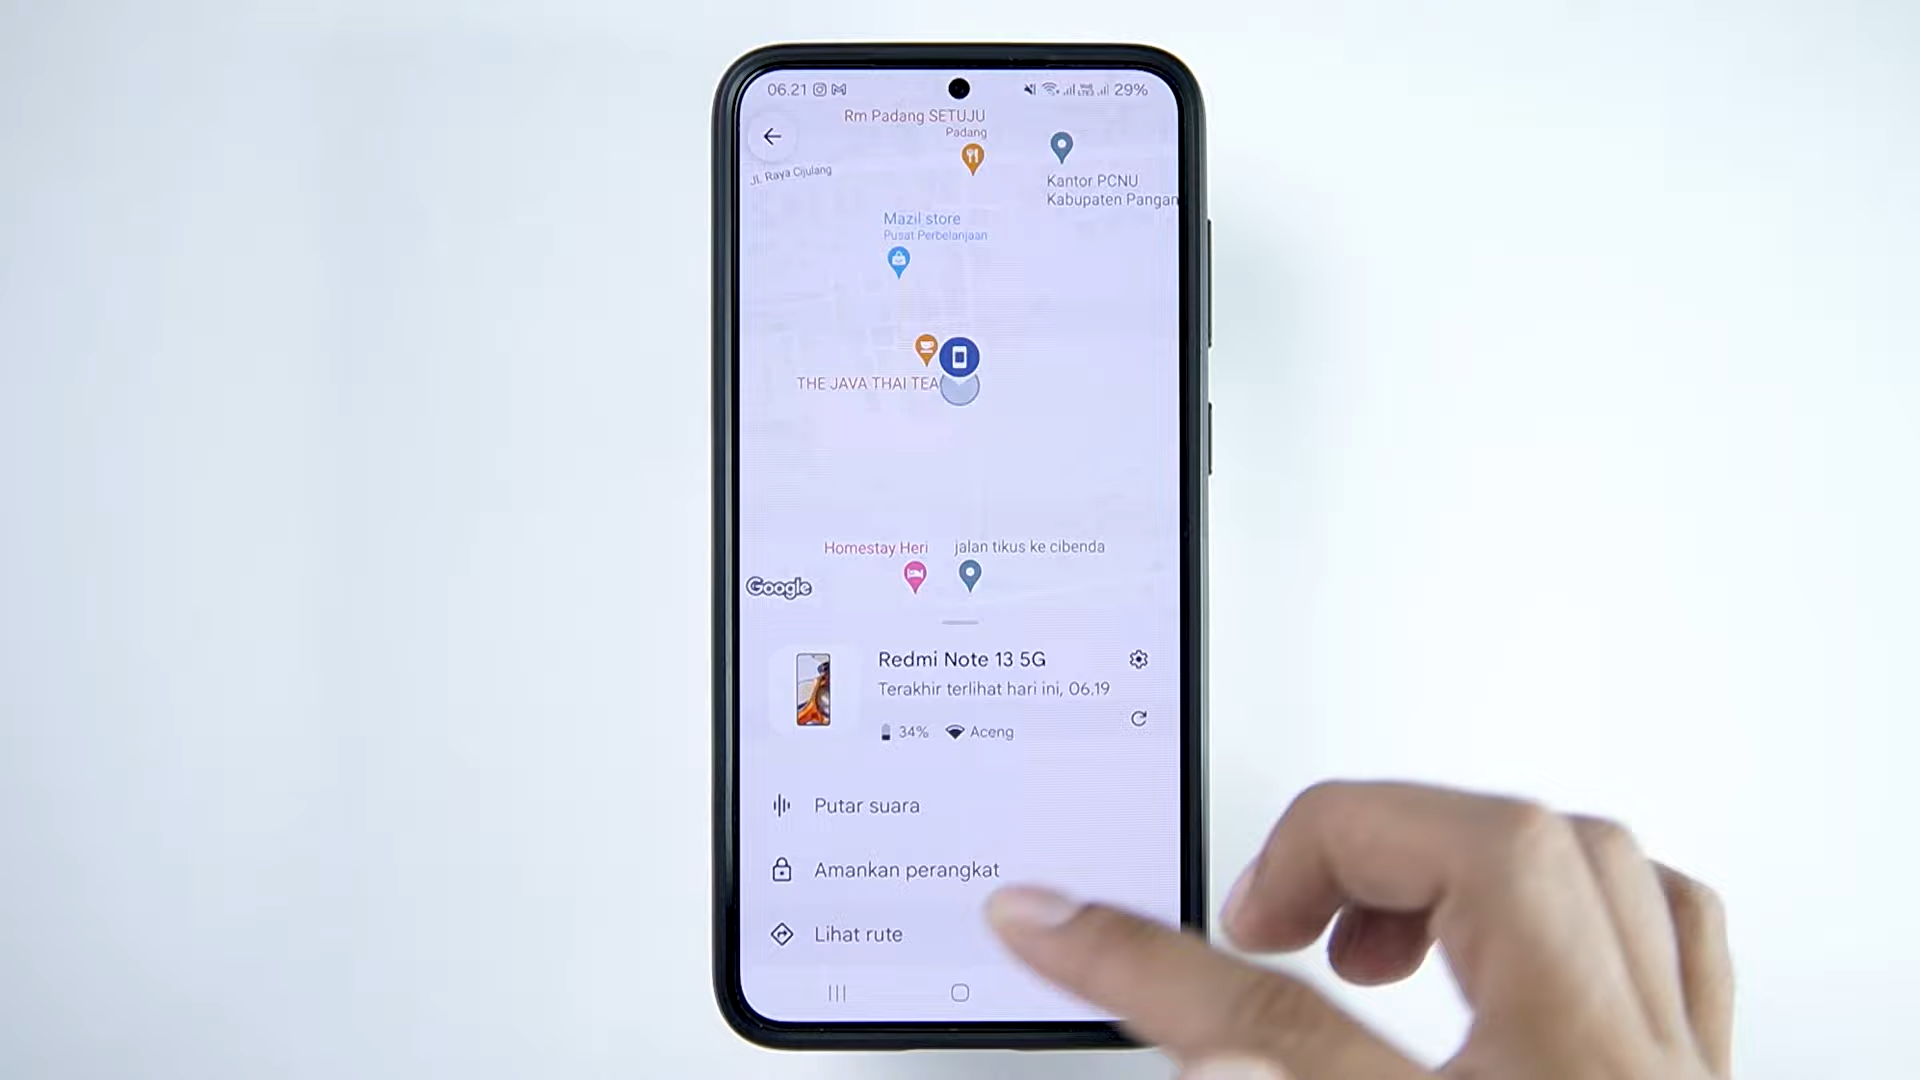 06.21
29%
Rm Padang SETUJU
Padang
Jl. Raya Cijulang
Kantor PCNU
Kabupaten Pangan
Mazil store
Pusat Perbelanjaan
THE JAVA THAI TEA
Homestay Heri
jalan tikus ke cibenda
Google
Redmi Note 13 5G
Terakhir terlihat hari ini, 06.19
34%
Aceng
Putar suara
Amankan perangkat
Lihat rute